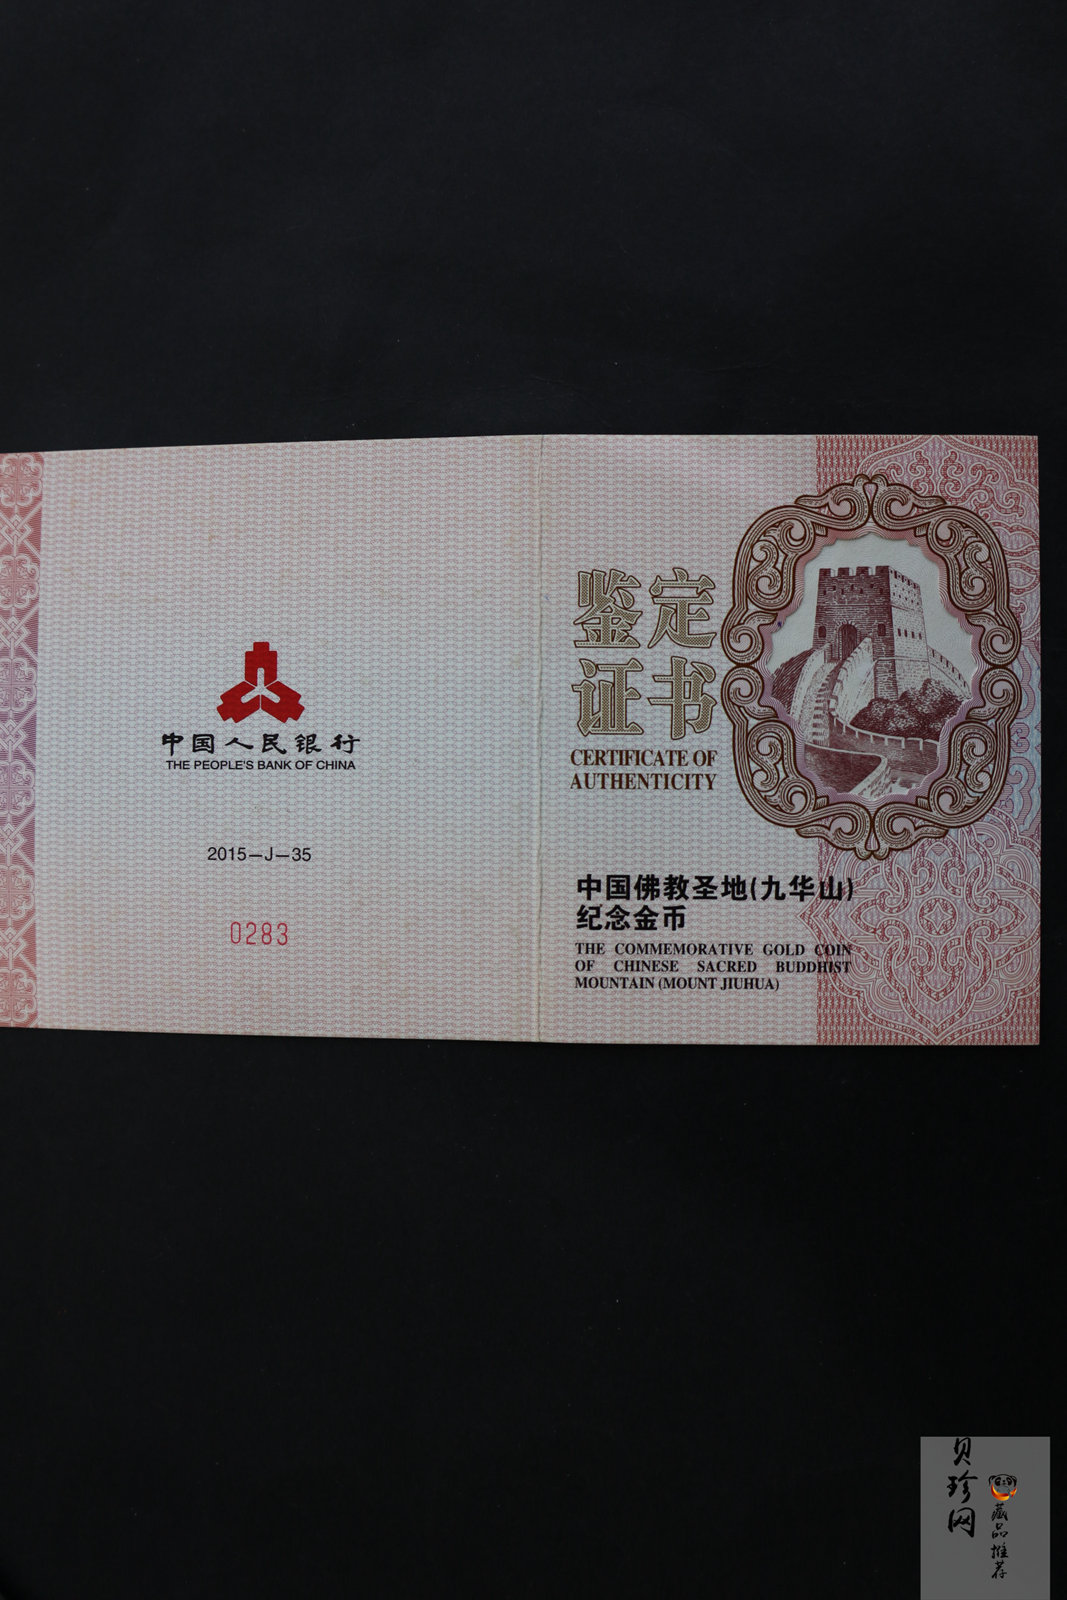 中国人民银行
THE PEOPLE'S BANK OF CHINA
2015—J—35
0283
鉴定
证书
CERTIFICATE OF
AUTHENTICITY
中国佛教圣地(九华山)
纪念金币
THE COMMEMORATIVE GOLD COIN
OF CHINESE SACRED BUDDHIST
MOUNTAIN (MOUNT JIUHUA)
贝珍网
藏品推荐